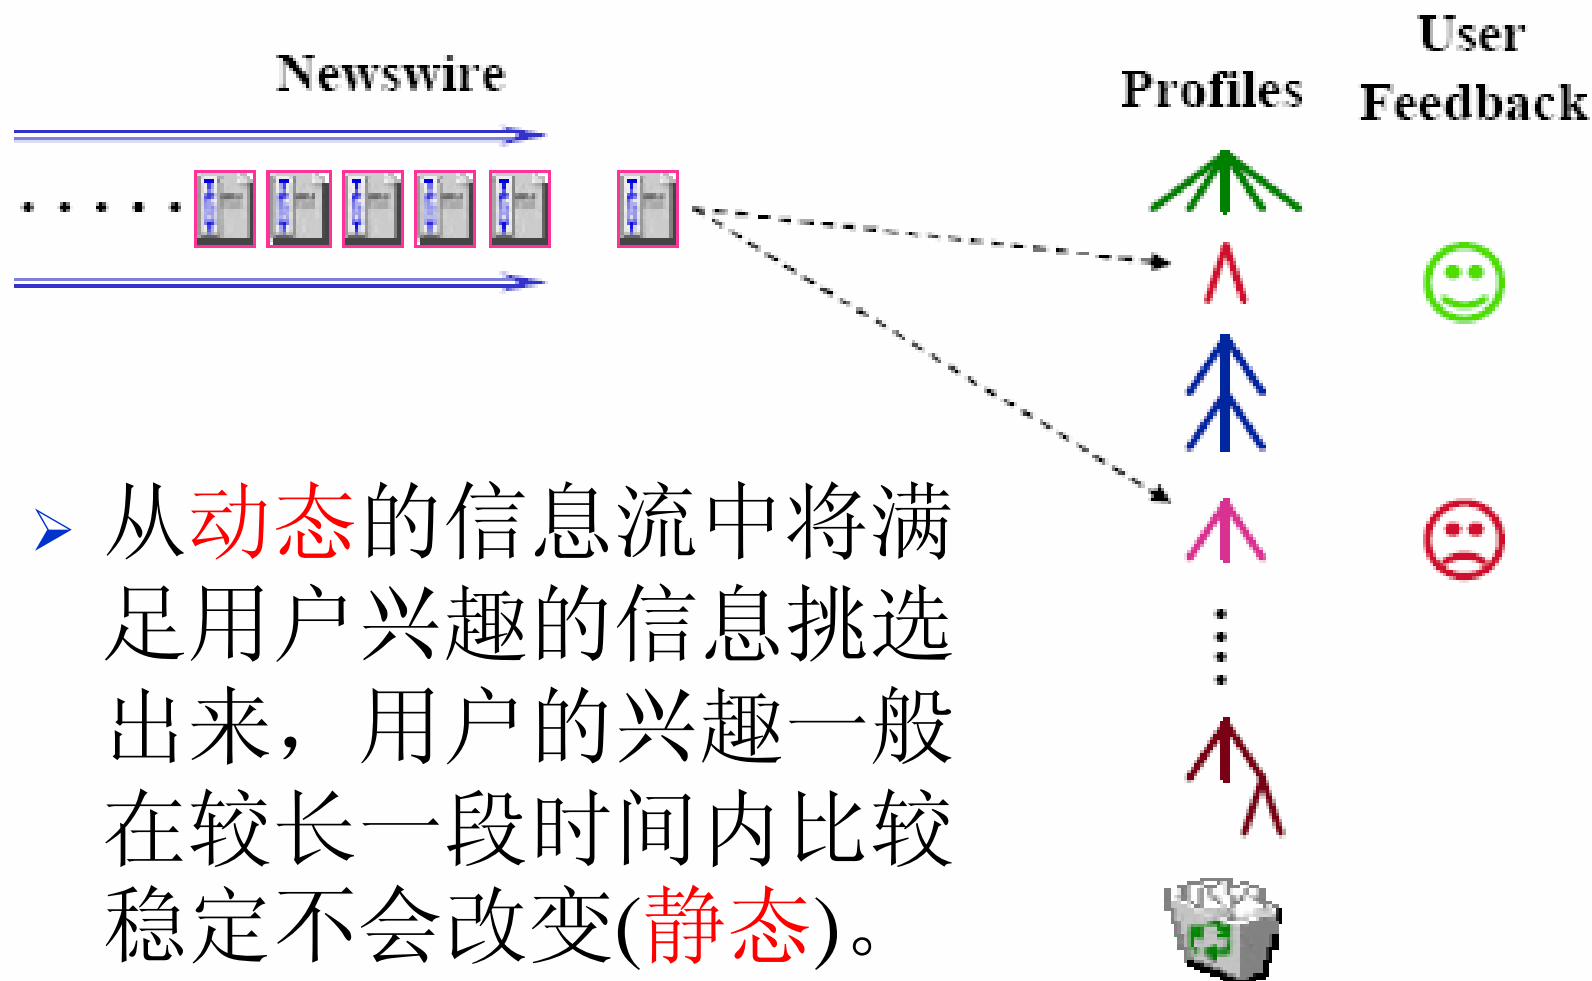 Newswire
Profiles
User
Feedback
从动态的信息流中将满
足用户兴趣的信息挑选
出来，用户的兴趣一般
在较长一段时间内比较
稳定不会改变(静态)。